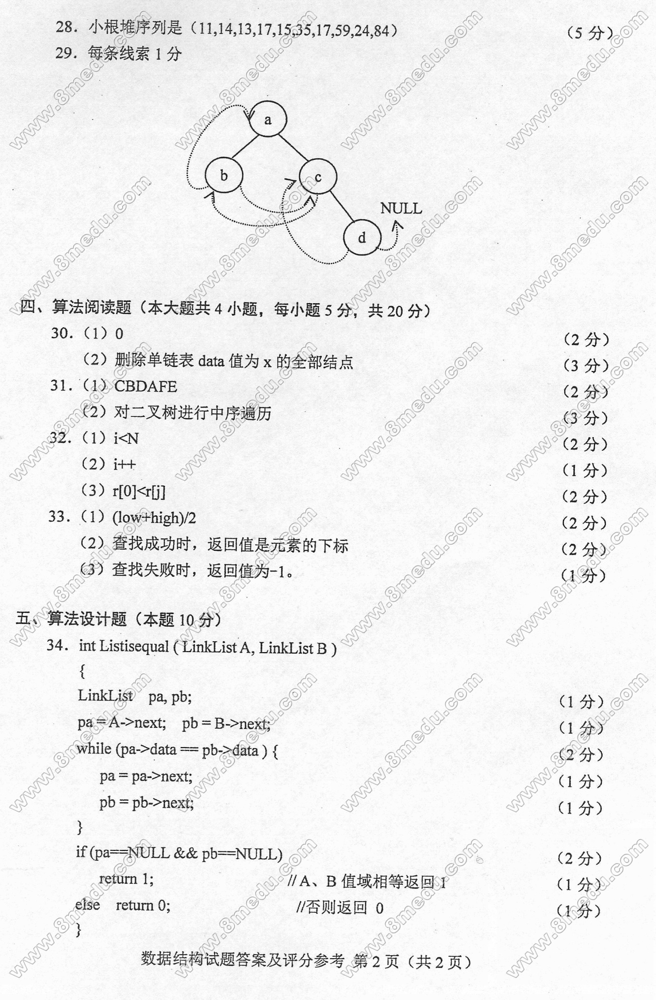 28. 小根堆序列是（11,14,13,17,15,35,17,59,24,84）（5 分）
29. 每条线索 1 分
a
b
c
NULL
d
四、算法阅读题（本大题共 4 小题，每小题 5 分，共 20 分）
30.（1）0（2 分）
（2）删除单链表 data 值为 x 的全部结点（3 分）
31.（1）CBDAFE（2 分）
（2）对二叉树进行中序遍历（3 分）
32.（1）i<N（2 分）
（2）i++（1 分）
（3）r[0]<r[j]（2 分）
33.（1）(low+high)/2（2 分）
（2）查找成功时，返回值是元素的下标（2 分）
（3）查找失败时，返回值为-1。（1 分）
五、算法设计题（本题 10 分）
34. int Listisequal ( LinkList A, LinkList B )
{
LinkList pa, pb;（1 分）
pa = A->next; pb = B->next;（1 分）
while (pa->data == pb->data ) {（2 分）
pa = pa->next;（1 分）
pb = pb->next;（1 分）
}
if (pa==NULL && pb==NULL)（2 分）
return 1; // A、B 值域相等返回 1（1 分）
else return 0; //否则返回 0（1 分）
}
数据结构试题答案及评分参考 第 2 页（共 2 页）
www.8medu.com